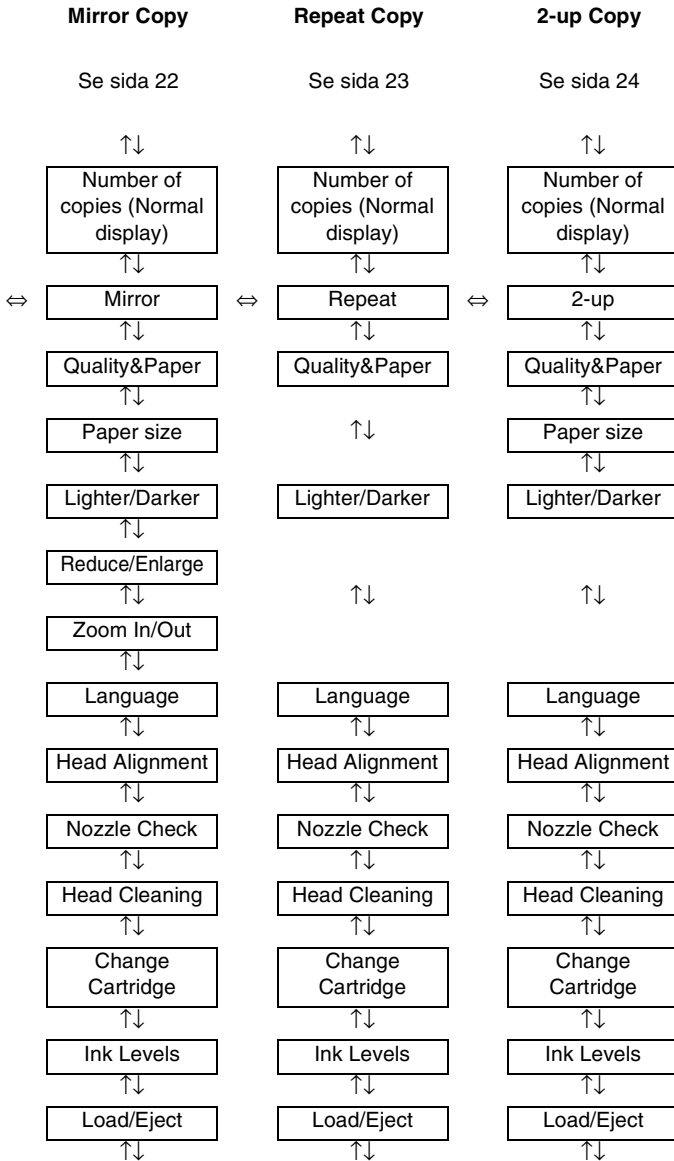 Mirror Copy Repeat Copy 2-up Copy
Se sida 22 Se sida 23 Se sida 24
↑↓ ↑↓ ↑↓
Number of Number of Number of
copies (Normal copies (Normal copies (Normal
display) display) display)
↑↓ ↑↓ ↑↓
⇔ Mirror ⇔ Repeat ⇔ 2-up
↑↓ ↑↓ ↑↓
Quality&Paper Quality&Paper Quality&Paper
↑↓ ↑↓
Paper size ↑↓ Paper size
↑↓ ↑↓
Lighter/Darker Lighter/Darker Lighter/Darker
↑↓
Reduce/Enlarge
↑↓ ↑↓ ↑↓
Zoom In/Out
↑↓
Language Language Language
↑↓ ↑↓ ↑↓
Head Alignment Head Alignment Head Alignment
↑↓ ↑↓ ↑↓
Nozzle Check Nozzle Check Nozzle Check
↑↓ ↑↓ ↑↓
Head Cleaning Head Cleaning Head Cleaning
↑↓ ↑↓ ↑↓
Change Change Change
Cartridge Cartridge Cartridge
↑↓ ↑↓ ↑↓
Ink Levels Ink Levels Ink Levels
↑↓ ↑↓ ↑↓
Load/Eject Load/Eject Load/Eject
↑↓ ↑↓ ↑↓